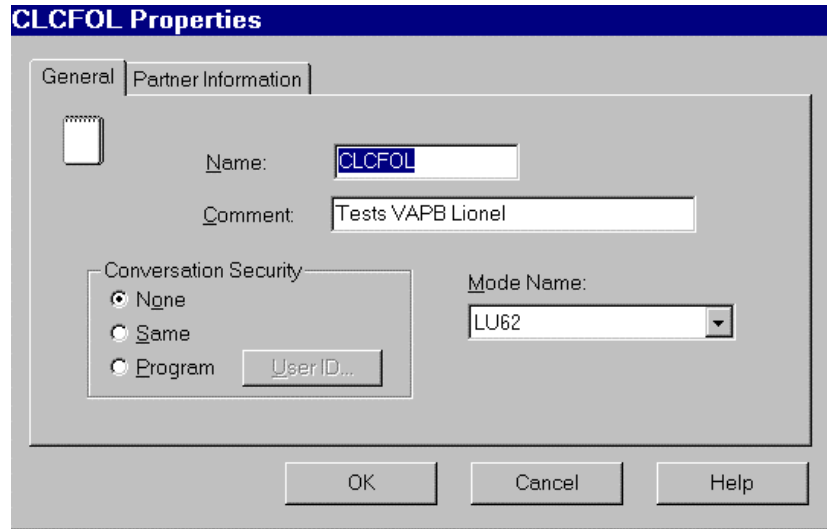 CLCFOL Properties
General Partner Information
Name: CLCFOL
Comment: Tests VAPB Lionel
Conversation Security
None
Same
Program User ID...
Mode Name:
LU62
OK Cancel Help